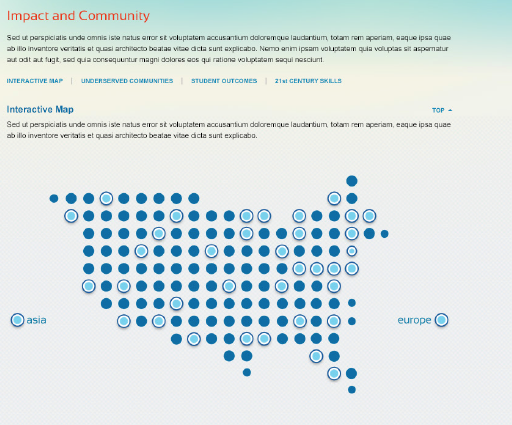 Impact and Community
Sed ut perspiciatis unde omnis iste natus error sit voluptatem accusantium doloremque laudantium, totam rem aperiam, eaque ipsa quae
ab illo inventore veritatis et quasi architecto beatae vitae dicta sunt explicabo. Nemo enim ipsam voluptatem quia voluptas sit aspernatur
aut odit aut fugit, sed quia consequuntur magni dolores eos qui ratione voluptatem sequi nesciunt.
INTERACTIVE MAP | UNDERSERVED COMMUNITIES | STUDENT OUTCOMES | 21st CENTURY SKILLS
Interactive Map TOP
Sed ut perspiciatis unde omnis iste natus error sit voluptatem accusantium doloremque laudantium, totam rem aperiam, eaque ipsa quae
ab illo inventore veritatis et quasi architecto beatae vitae dicta sunt explicabo.
asia europe